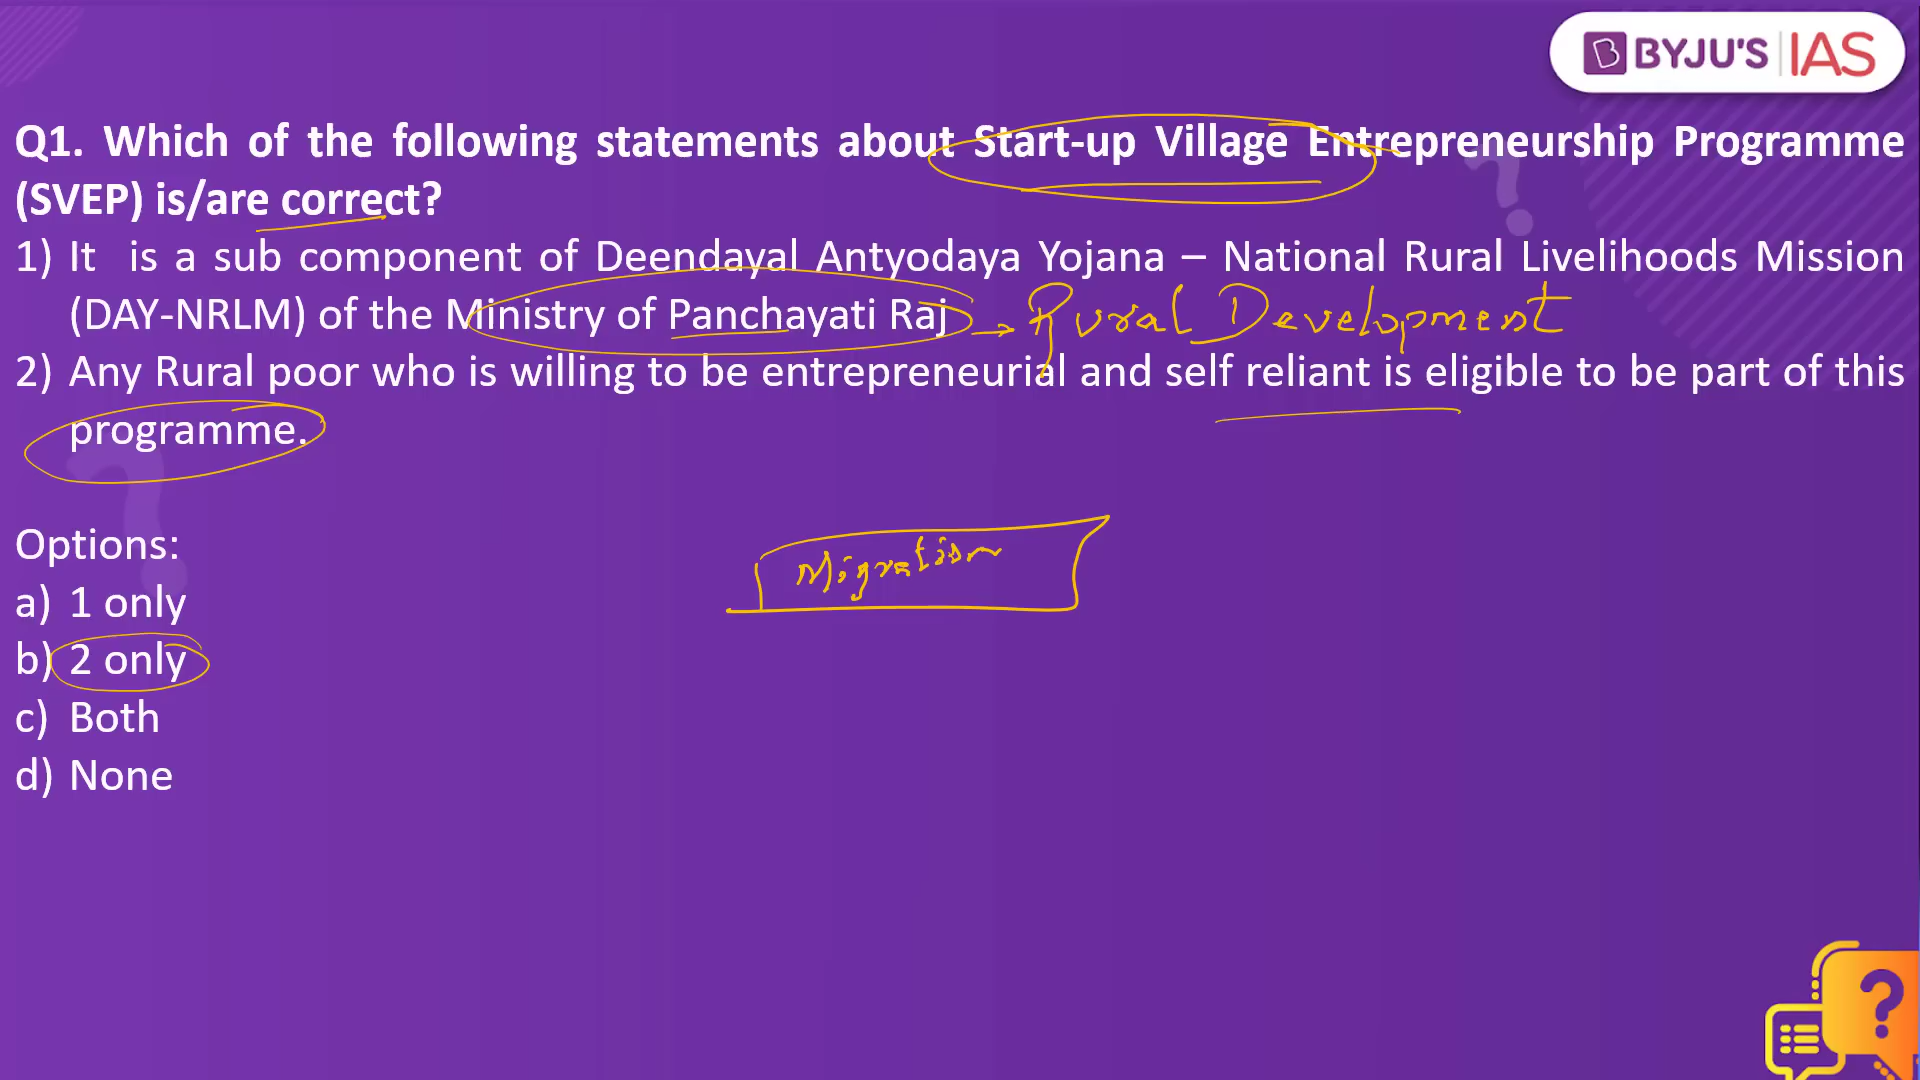 BYJU'S IAS
Q1. Which of the following statements about Start-up Village Entrepreneurship Programme
(SVEP) is/are correct?
1) It is a sub component of Deendayal Antyodaya Yojana – National Rural Livelihoods Mission
(DAY-NRLM) of the Ministry of Panchayati Raj → Rural Development
2) Any Rural poor who is willing to be entrepreneurial and self reliant is eligible to be part of this
programme.
Options:
Migration
a) 1 only
b) 2 only
c) Both
d) None